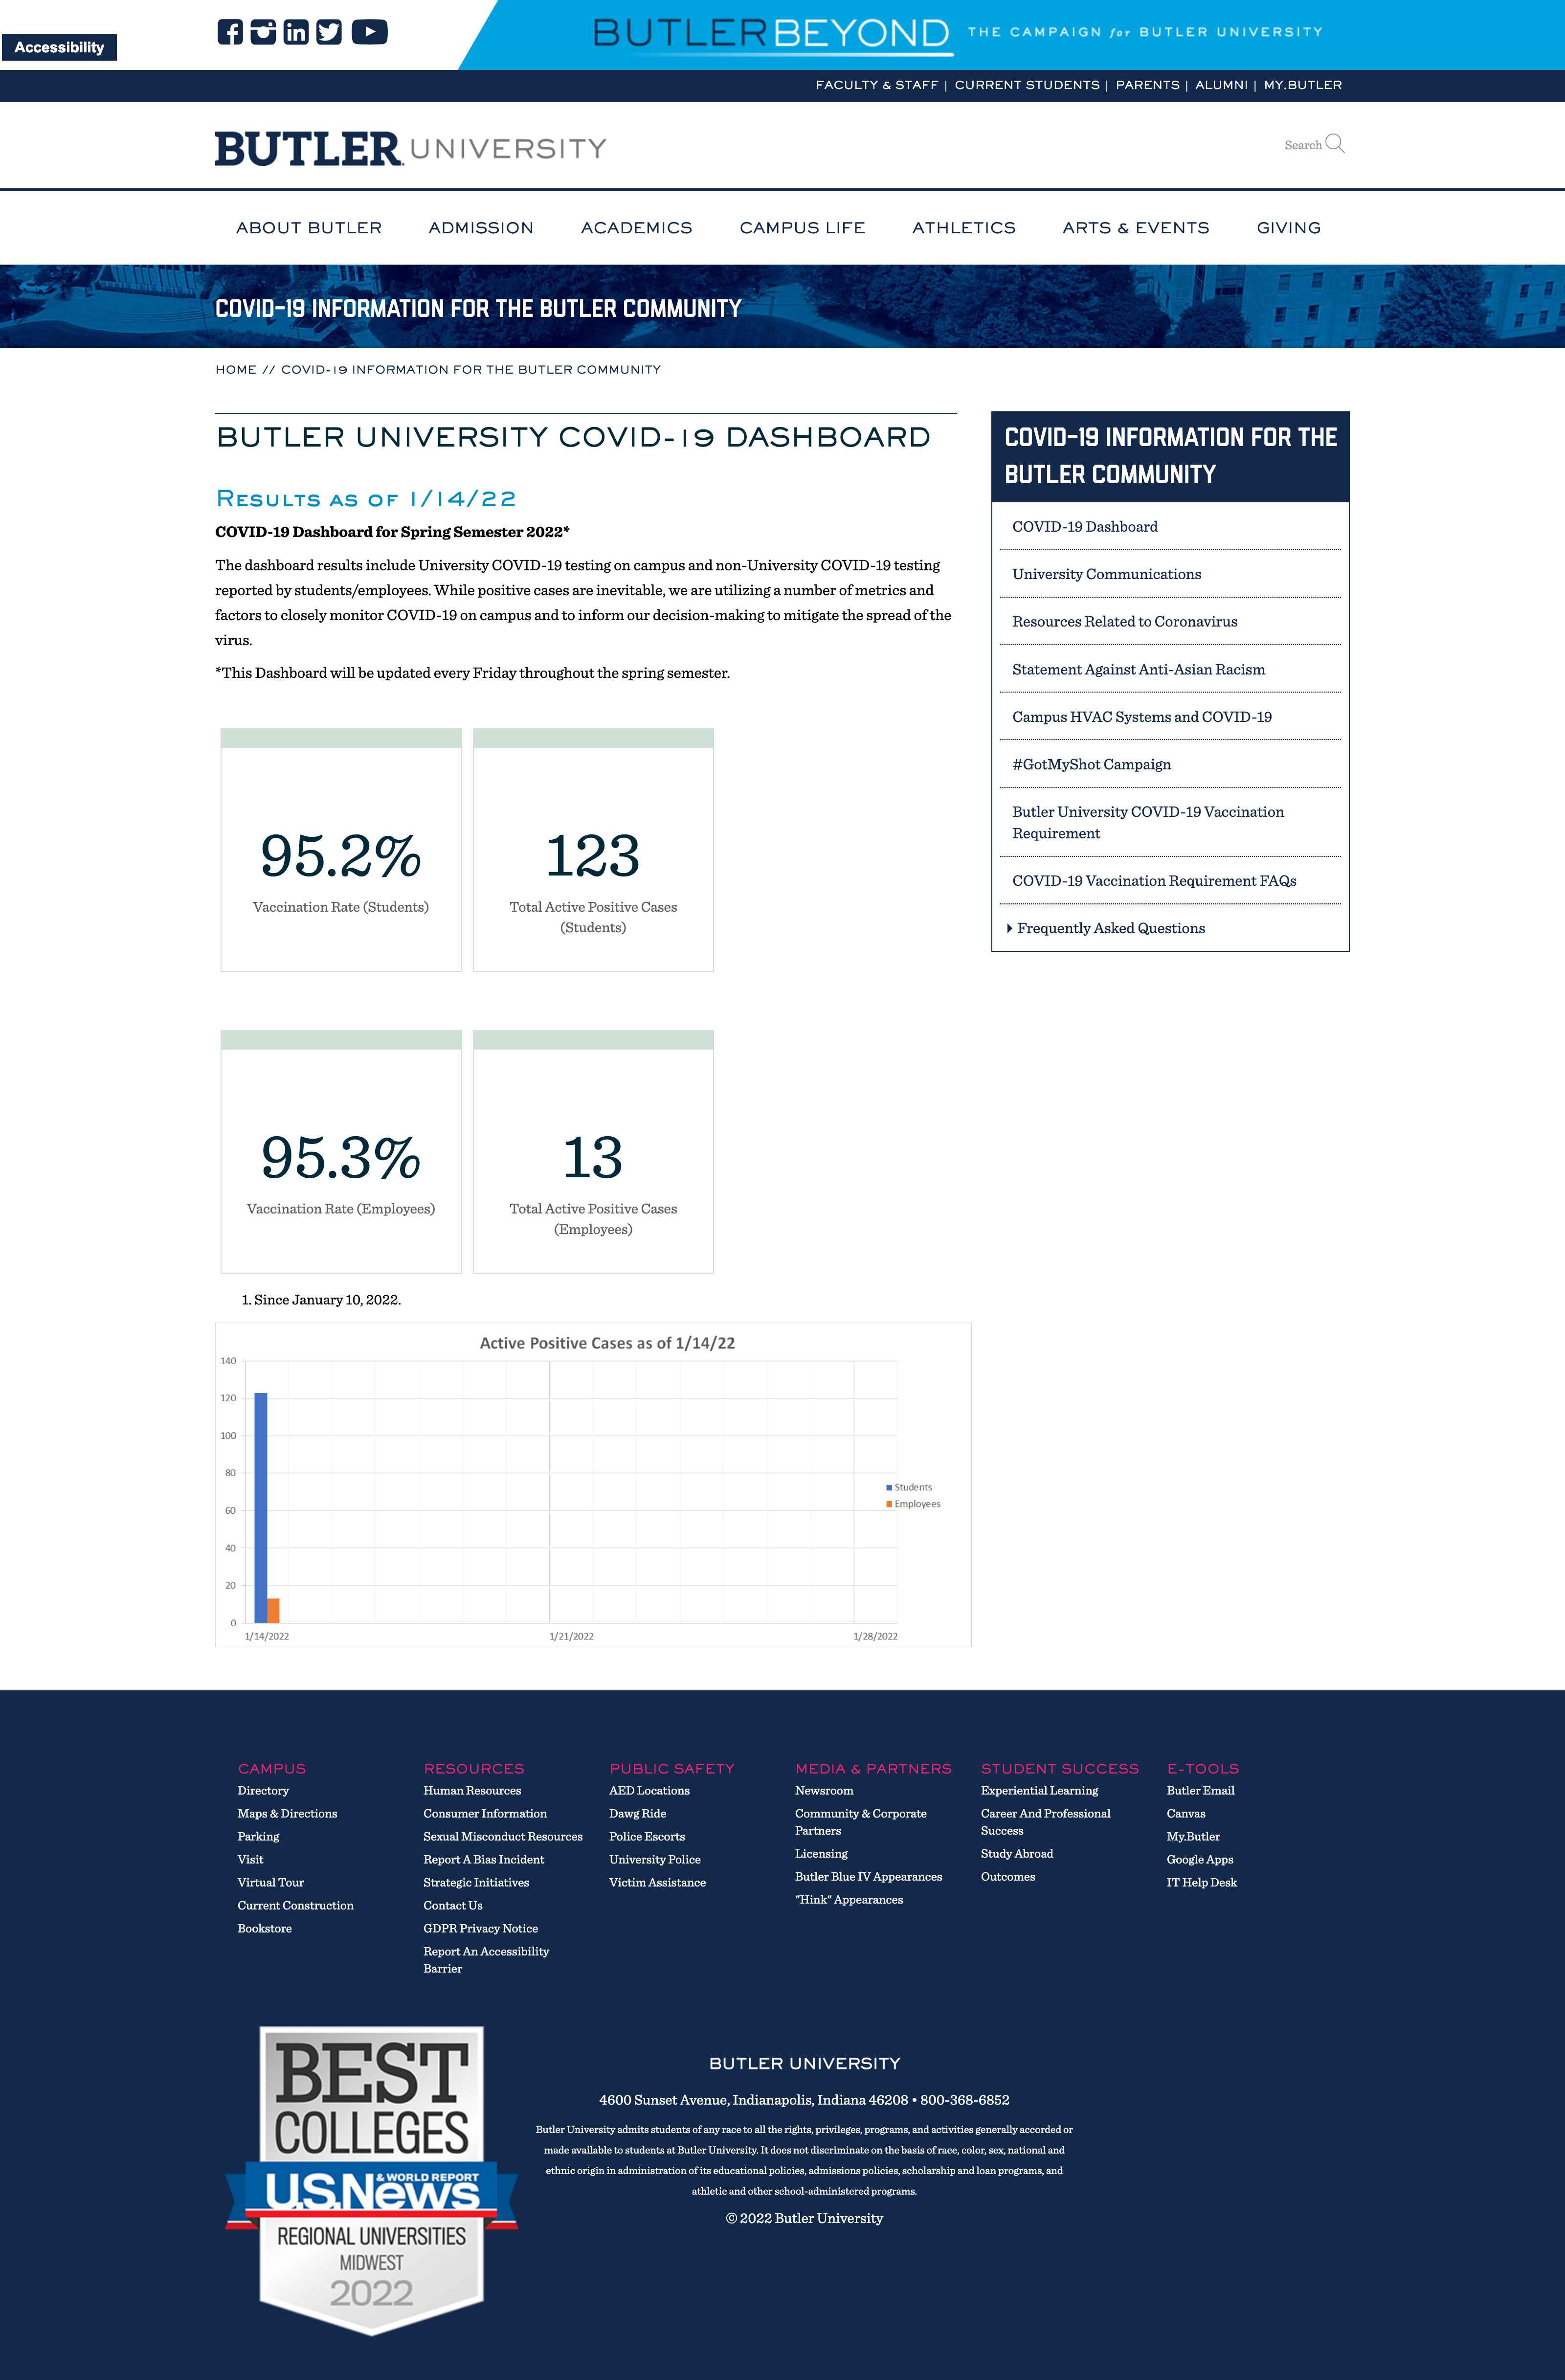 Accessibility
BUTLERBEYOND THE CAMPAIGN for BUTLER UNIVERSITY
FACULTY & STAFF | CURRENT STUDENTS | PARENTS | ALUMNI | MY.BUTLER
BUTLER UNIVERSITY
Search
ABOUT BUTLER ADMISSION ACADEMICS CAMPUS LIFE ATHLETICS ARTS & EVENTS GIVING
COVID-19 INFORMATION FOR THE BUTLER COMMUNITY
HOME // COVID-19 INFORMATION FOR THE BUTLER COMMUNITY
BUTLER UNIVERSITY COVID-19 DASHBOARD
RESULTS AS OF 1/14/22
COVID-19 Dashboard for Spring Semester 2022*
The dashboard results include University COVID-19 testing on campus and non-University COVID-19 testing
reported by students/employees. While positive cases are inevitable, we are utilizing a number of metrics and
factors to closely monitor COVID-19 on campus and to inform our decision-making to mitigate the spread of the
virus.
*This Dashboard will be updated every Friday throughout the spring semester.
95.2%
Vaccination Rate (Students)
123
Total Active Positive Cases
(Students)
95.3%
Vaccination Rate (Employees)
13
Total Active Positive Cases
(Employees)
1. Since January 10, 2022.
Active Positive Cases as of 1/14/22
140
120
100
80
60
40
20
0
1/14/2022 1/21/2022 1/28/2022
Students
Employees
COVID-19 INFORMATION FOR THE
BUTLER COMMUNITY
COVID-19 Dashboard
University Communications
Resources Related to Coronavirus
Statement Against Anti-Asian Racism
Campus HVAC Systems and COVID-19
#GotMyShot Campaign
Butler University COVID-19 Vaccination
Requirement
COVID-19 Vaccination Requirement FAQs
Frequently Asked Questions
CAMPUS
Directory
Maps & Directions
Parking
Visit
Virtual Tour
Current Construction
Bookstore
RESOURCES
Human Resources
Consumer Information
Sexual Misconduct Resources
Report A Bias Incident
Strategic Initiatives
Contact Us
GDPR Privacy Notice
Report An Accessibility
Barrier
PUBLIC SAFETY
AED Locations
Dawg Ride
Police Escorts
University Police
Victim Assistance
MEDIA & PARTNERS
Newsroom
Community & Corporate
Partners
Licensing
Butler Blue IV Appearances
"Hink" Appearances
STUDENT SUCCESS
Experiential Learning
Career And Professional
Success
Study Abroad
Outcomes
E-TOOLS
Butler Email
Canvas
My.Butler
Google Apps
IT Help Desk
BEST
COLLEGES
U.S.News & WORLD REPORT
REGIONAL UNIVERSITIES
MIDWEST
2022
BUTLER UNIVERSITY
4600 Sunset Avenue, Indianapolis, Indiana 46208 • 800-368-6852
Butler University admits students of any race to all the rights, privileges, programs, and activities generally accorded or
made available to students at Butler University. It does not discriminate on the basis of race, color, sex, national and
ethnic origin in administration of its educational policies, admissions policies, scholarship and loan programs, and
athletic and other school-administered programs.
© 2022 Butler University